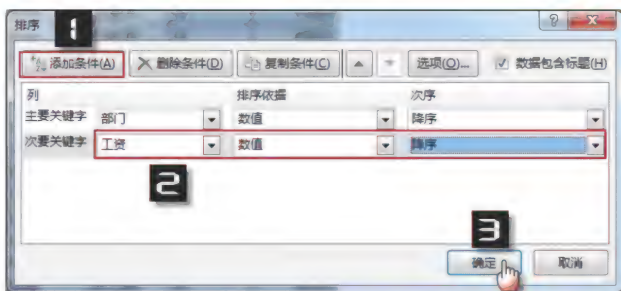 排序
1
添加条件(A) 删除条件(D) 复制条件(C) 选项(O)... 数据包含标题(H)
列 排序依据 次序
主要关键字 部门 数值 降序
次要关键字 工资 数值 降序
2
3
确定 取消